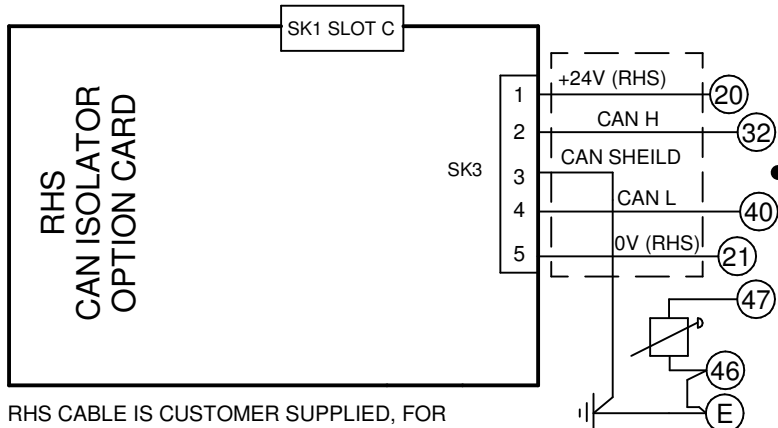 SK1 SLOT C
RHS
CAN ISOLATOR
OPTION CARD
SK3
1
2
3
4
5
+24V (RHS)
CAN H
CAN SHEILD
CAN L
0V (RHS)
20
32
40
21
47
46
E
RHS CABLE IS CUSTOMER SUPPLIED, FOR